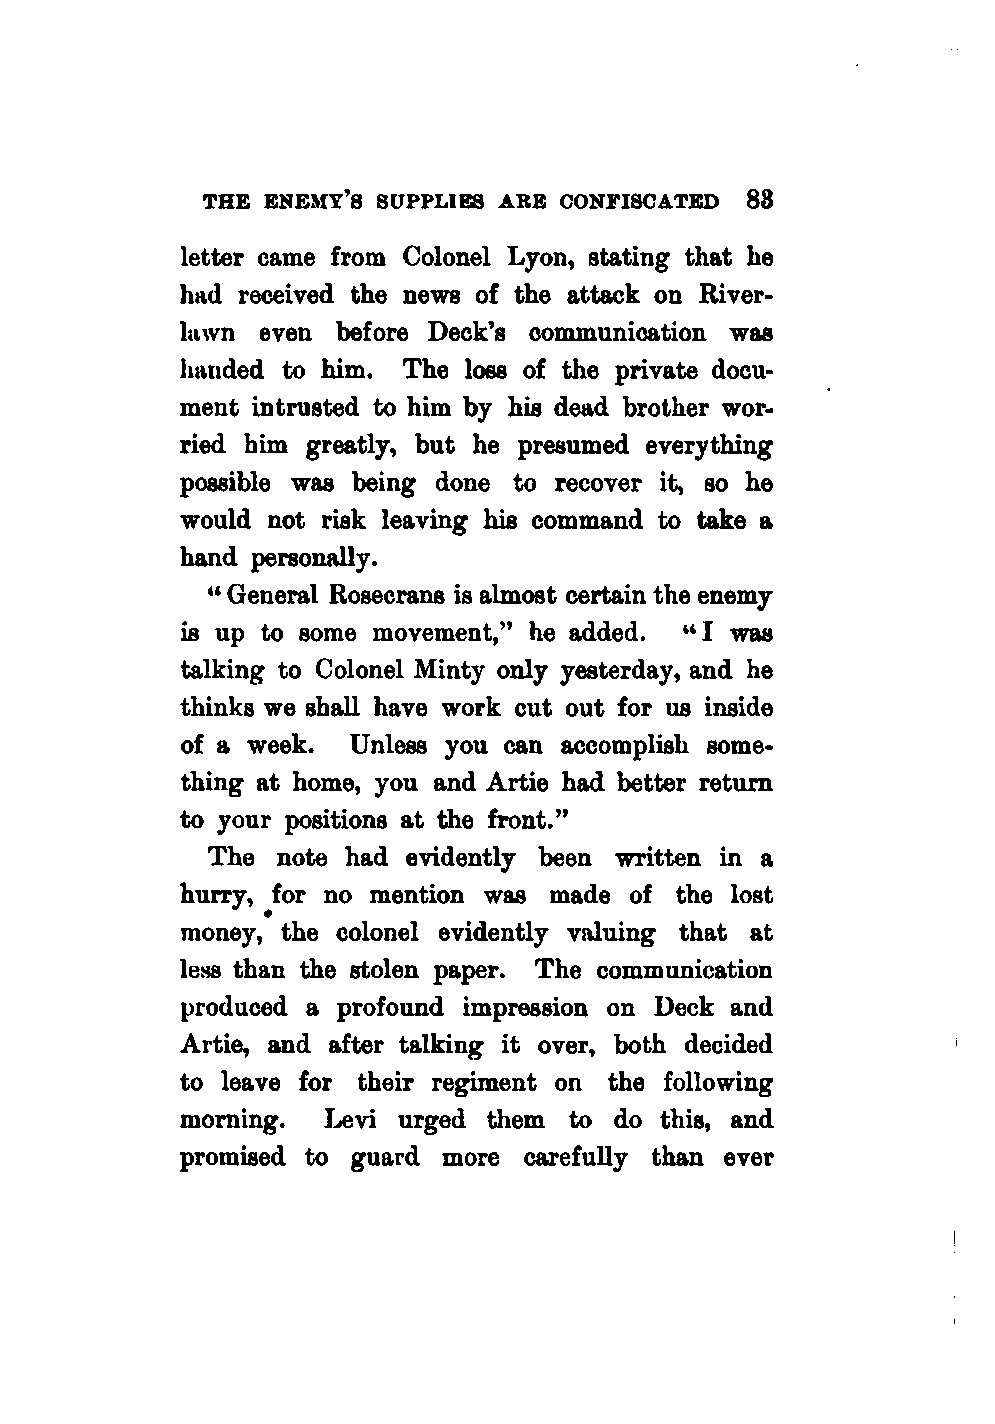 THE ENEMY'S SUPPLIES ARE CONFISCATED 83
letter came from Colonel Lyon, stating that he
had received the news of the attack on River-
lawn even before Deck's communication was
handed to him. The loss of the private docu-
ment intrusted to him by his dead brother wor-
ried him greatly, but he presumed everything
possible was being done to recover it, so he
would not risk leaving his command to take a
hand personally.
“General Rosecrans is almost certain the enemy
is up to some movement,” he added. “I was
talking to Colonel Minty only yesterday, and he
thinks we shall have work cut out for us inside
of a week. Unless you can accomplish some-
thing at home, you and Artie had better return
to your positions at the front.”
The note had evidently been written in a
hurry, for no mention was made of the lost
money, the colonel evidently valuing that at
less than the stolen paper. The communication
produced a profound impression on Deck and
Artie, and after talking it over, both decided
to leave for their regiment on the following
morning. Levi urged them to do this, and
promised to guard more carefully than ever